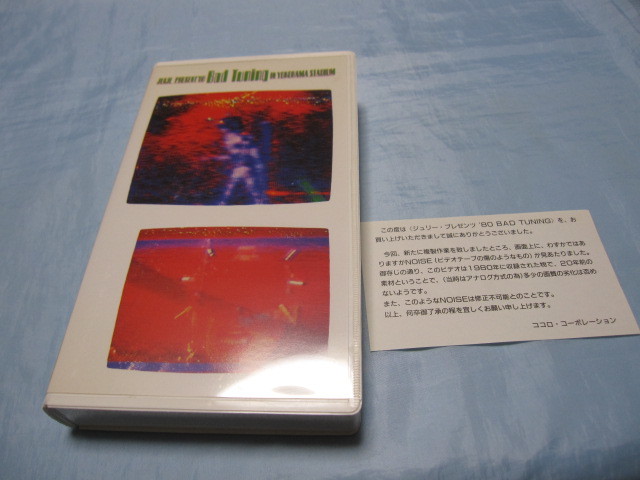 JULIE PRESENT '80 Bad Tuning IN YOKOHAMA STADIUM
この度は〈ジュリー・プレゼンツ '80 BAD TUNING〉を、お
買い上げいただきまして誠にありがとうございました。
今回、新たに複製作業を致しましたところ、画面上に、わずかではあ
りますがNOISE（ビデオテープの傷のようなもの）が見あたりました。
御存じの通り、このビデオは1980年に収録された物で、20年前の
素材ということで、（当時はアナログ方式の為）多少の画質の劣化は否め
ないようです。
また、このようなNOISEは修正不可能とのことです。
以上、何卒御了承の程を宜しくお願い申し上げます。
ココロ・コーポレーション